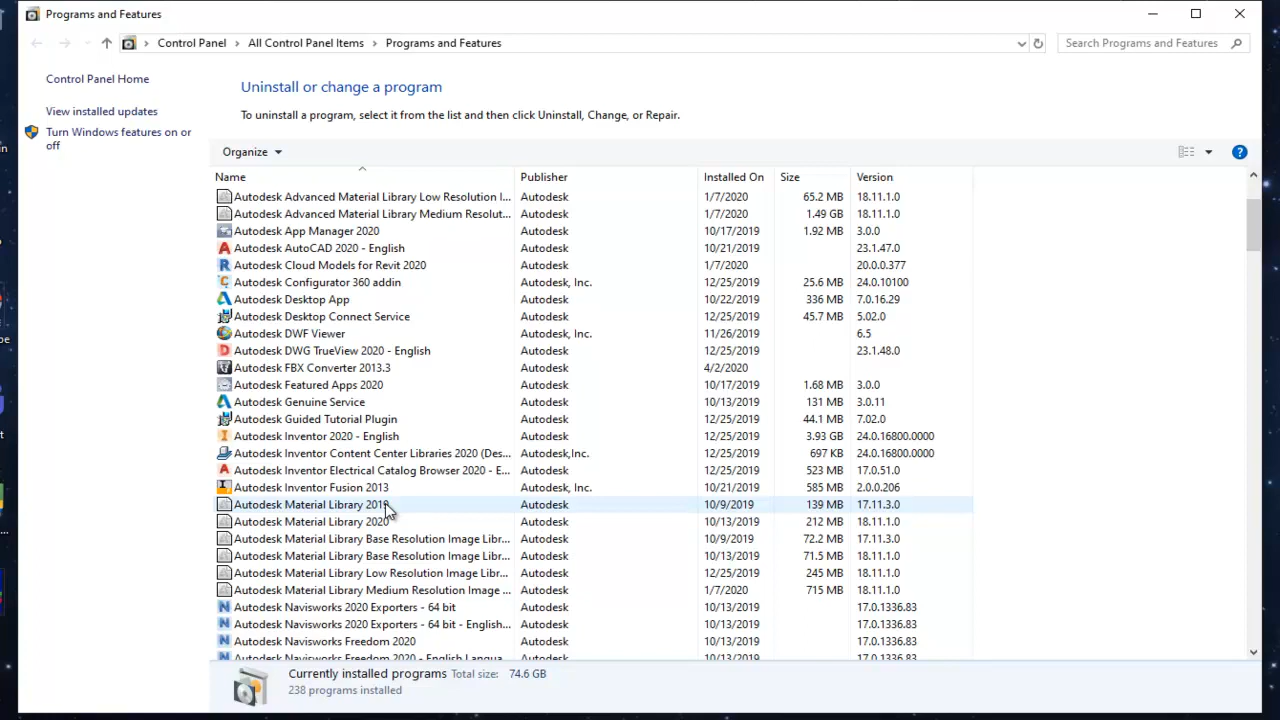 Programs and Features
Control Panel > All Control Panel Items > Programs and Features
Search Programs and Features
Control Panel Home
View installed updates
Turn Windows features on or
off
Uninstall or change a program
To uninstall a program, select it from the list and then click Uninstall, Change, or Repair.
Organize
Name Publisher Installed On Size Version
Autodesk Advanced Material Library Low Resolution I... Autodesk 1/7/2020 65.2 MB 18.11.1.0
Autodesk Advanced Material Library Medium Resolut... Autodesk 1/7/2020 1.49 GB 18.11.1.0
Autodesk App Manager 2020 Autodesk 10/17/2019 1.92 MB 3.0.0
Autodesk AutoCAD 2020 - English Autodesk 10/21/2019 23.1.47.0
Autodesk Cloud Models for Revit 2020 Autodesk 1/7/2020 20.0.0.377
Autodesk Configurator 360 addin Autodesk, Inc. 12/25/2019 25.6 MB 24.0.10100
Autodesk Desktop App Autodesk 10/22/2019 336 MB 7.0.16.29
Autodesk Desktop Connect Service Autodesk 12/25/2019 45.7 MB 5.02.0
Autodesk DWF Viewer Autodesk, Inc. 11/26/2019 6.5
Autodesk DWG TrueView 2020 - English Autodesk 12/25/2019 23.1.48.0
Autodesk FBX Converter 2013.3 Autodesk 4/2/2020
Autodesk Featured Apps 2020 Autodesk 10/17/2019 1.68 MB 3.0.0
Autodesk Genuine Service Autodesk 10/13/2019 131 MB 3.0.11
Autodesk Guided Tutorial Plugin Autodesk 12/25/2019 44.1 MB 7.02.0
Autodesk Inventor 2020 - English Autodesk 12/25/2019 3.93 GB 24.0.16800.0000
Autodesk Inventor Content Center Libraries 2020 (Des... Autodesk,Inc. 12/25/2019 697 KB 24.0.16800.0000
Autodesk Inventor Electrical Catalog Browser 2020 - E... Autodesk 12/25/2019 523 MB 17.0.51.0
Autodesk Inventor Fusion 2013 Autodesk, Inc. 10/21/2019 585 MB 2.0.0.206
Autodesk Material Library 2019 Autodesk 10/9/2019 139 MB 17.11.3.0
Autodesk Material Library 2020 Autodesk 10/13/2019 212 MB 18.11.1.0
Autodesk Material Library Base Resolution Image Libr... Autodesk 10/9/2019 72.2 MB 17.11.3.0
Autodesk Material Library Base Resolution Image Libr... Autodesk 10/13/2019 71.5 MB 18.11.1.0
Autodesk Material Library Low Resolution Image Libr... Autodesk 12/25/2019 245 MB 18.11.1.0
Autodesk Material Library Medium Resolution Image ... Autodesk 1/7/2020 715 MB 18.11.1.0
Autodesk Navisworks 2020 Exporters - 64 bit Autodesk 10/13/2019 17.0.1336.83
Autodesk Navisworks 2020 Exporters - 64 bit - English... Autodesk 10/13/2019 17.0.1336.83
Autodesk Navisworks Freedom 2020 Autodesk 10/13/2019 17.0.1336.83
Autodesk Navisworks Freedom 2020 - English Langua... Autodesk 10/13/2019 17.0.1336.83
Currently installed programs Total size: 74.6 GB
238 programs installed